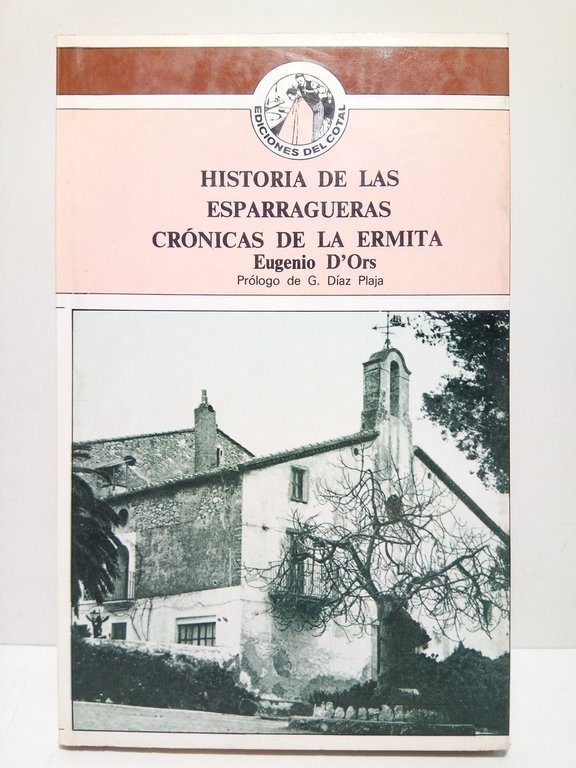 EDICIONES DEL COTAL
HISTORIA DE LAS
ESPARRAGUERAS
CRÓNICAS DE LA ERMITA
Eugenio D'Ors
Prólogo de G. Díaz Plaja